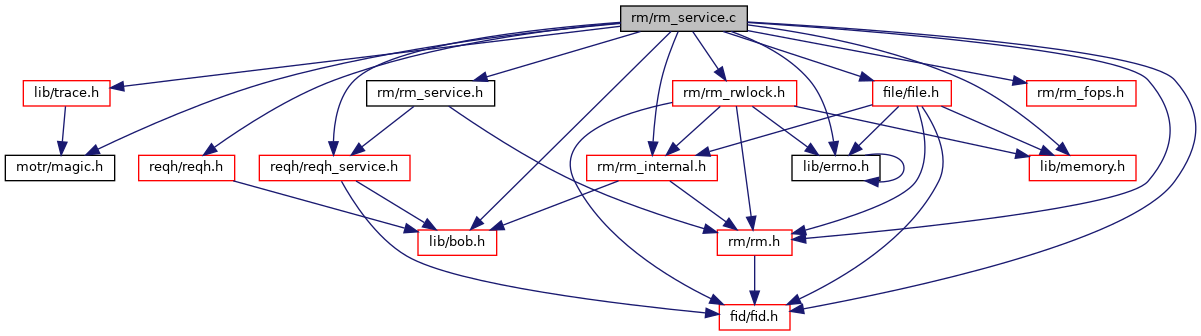 rm/rm_service.c
lib/trace.h
rm/rm_service.h
rm/rm_rwlock.h
file/file.h
rm/rm_fops.h
motr/magic.h
reqh/reqh.h
reqh/reqh_service.h
rm/rm_internal.h
lib/errno.h
lib/memory.h
lib/bob.h
rm/rm.h
fid/fid.h